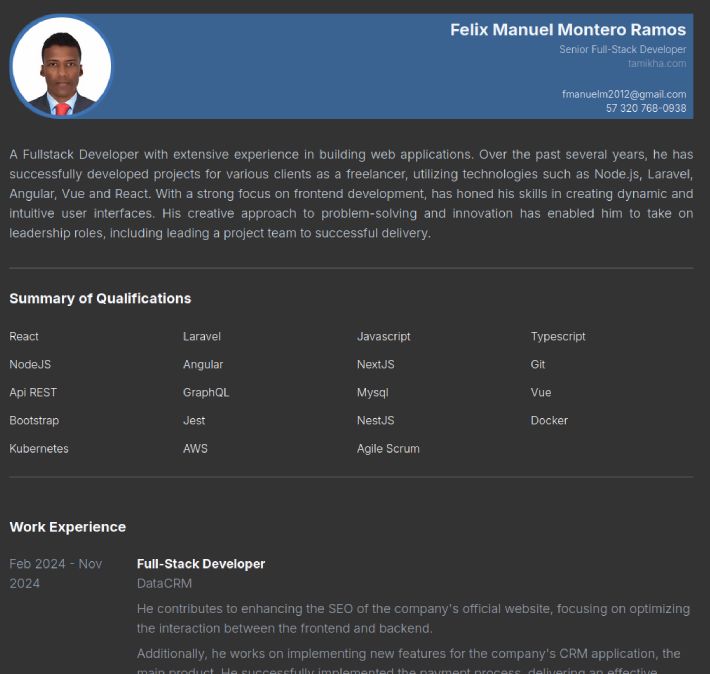 Felix Manuel Montero Ramos
Senior Full-Stack Developer
tamikha.com
fmanuelm2012@gmail.com
57 320 768-0938
A Fullstack Developer with extensive experience in building web applications. Over the past several years, he has
successfully developed projects for various clients as a freelancer, utilizing technologies such as Node.js, Laravel,
Angular, Vue and React. With a strong focus on frontend development, has honed his skills in creating dynamic and
intuitive user interfaces. His creative approach to problem-solving and innovation has enabled him to take on
leadership roles, including leading a project team to successful delivery.
Summary of Qualifications
React Laravel Javascript Typescript
NodeJS Angular NextJS Git
Api REST GraphQL Mysql Vue
Bootstrap Jest NestJS Docker
Kubernetes AWS Agile Scrum
Work Experience
Feb 2024 - Nov
2024
Full-Stack Developer
DataCRM
He contributes to enhancing the SEO of the company's official website, focusing on optimizing
the interaction between the frontend and backend.
Additionally, he works on implementing new features for the company's CRM application, the
main product. He successfully implemented the payment process, delivering an effective